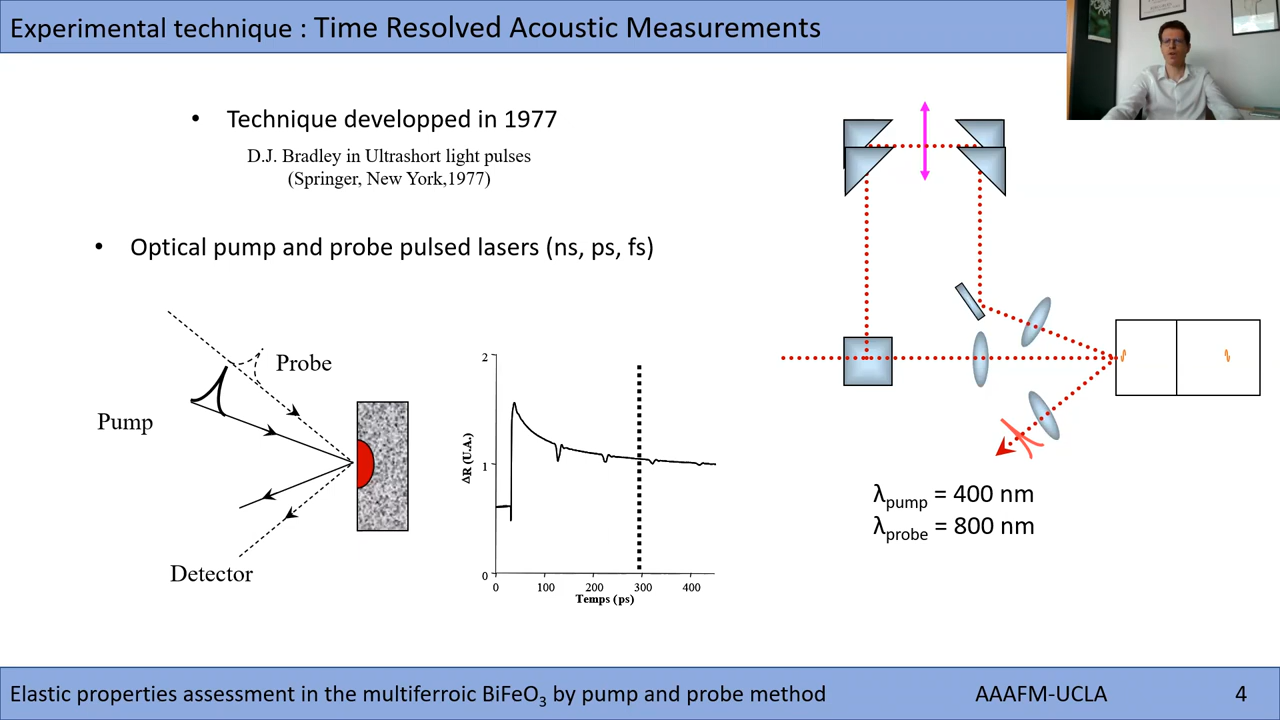 Experimental technique : Time Resolved Acoustic Measurements
• Technique developped in 1977
D.J. Bradley in Ultrashort light pulses
(Springer, New York,1977)
• Optical pump and probe pulsed lasers (ns, ps, fs)
Probe
Pump
Detector
ΔR (U.A.)
2
1
0
0 100 200 300 400
Temps (ps)
λpump = 400 nm
λprobe = 800 nm
Elastic properties assessment in the multiferroic BiFeO3 by pump and probe method AAAFM-UCLA 4